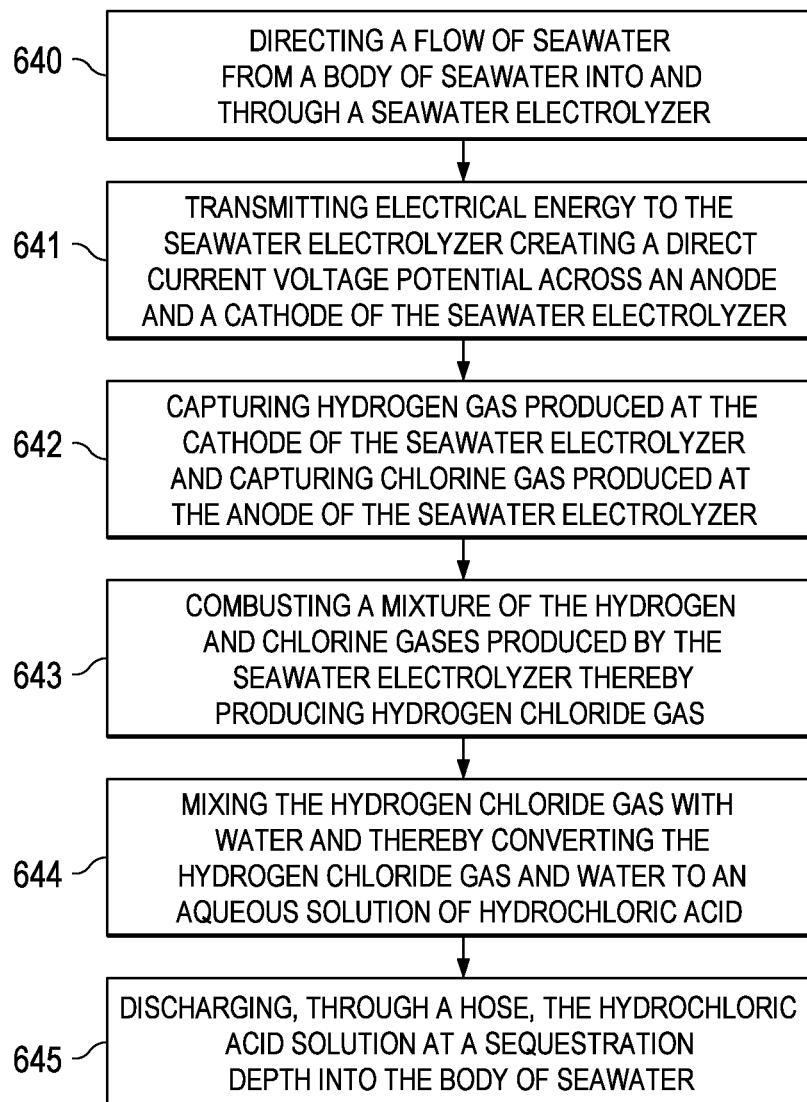 640
DIRECTING A FLOW OF SEAWATER
FROM A BODY OF SEAWATER INTO AND
THROUGH A SEAWATER ELECTROLYZER
641
TRANSMITTING ELECTRICAL ENERGY TO THE
SEAWATER ELECTROLYZER CREATING A DIRECT
CURRENT VOLTAGE POTENTIAL ACROSS AN ANODE
AND A CATHODE OF THE SEAWATER ELECTROLYZER
642
CAPTURING HYDROGEN GAS PRODUCED AT THE
CATHODE OF THE SEAWATER ELECTROLYZER
AND CAPTURING CHLORINE GAS PRODUCED AT
THE ANODE OF THE SEAWATER ELECTROLYZER
643
COMBUSTING A MIXTURE OF THE HYDROGEN
AND CHLORINE GASES PRODUCED BY THE
SEAWATER ELECTROLYZER THEREBY
PRODUCING HYDROGEN CHLORIDE GAS
644
MIXING THE HYDROGEN CHLORIDE GAS WITH
WATER AND THEREBY CONVERTING THE
HYDROGEN CHLORIDE GAS AND WATER TO AN
AQUEOUS SOLUTION OF HYDROCHLORIC ACID
645
DISCHARGING, THROUGH A HOSE, THE HYDROCHLORIC
ACID SOLUTION AT A SEQUESTRATION
DEPTH INTO THE BODY OF SEAWATER